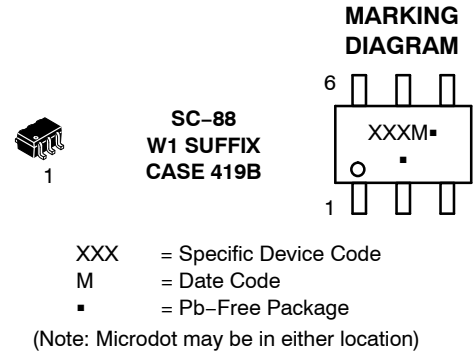 MARKING
DIAGRAM
6
XXXM▪
▪
1
1
SC−88
W1 SUFFIX
CASE 419B
XXX = Specific Device Code
M = Date Code
▪ = Pb−Free Package
(Note: Microdot may be in either location)